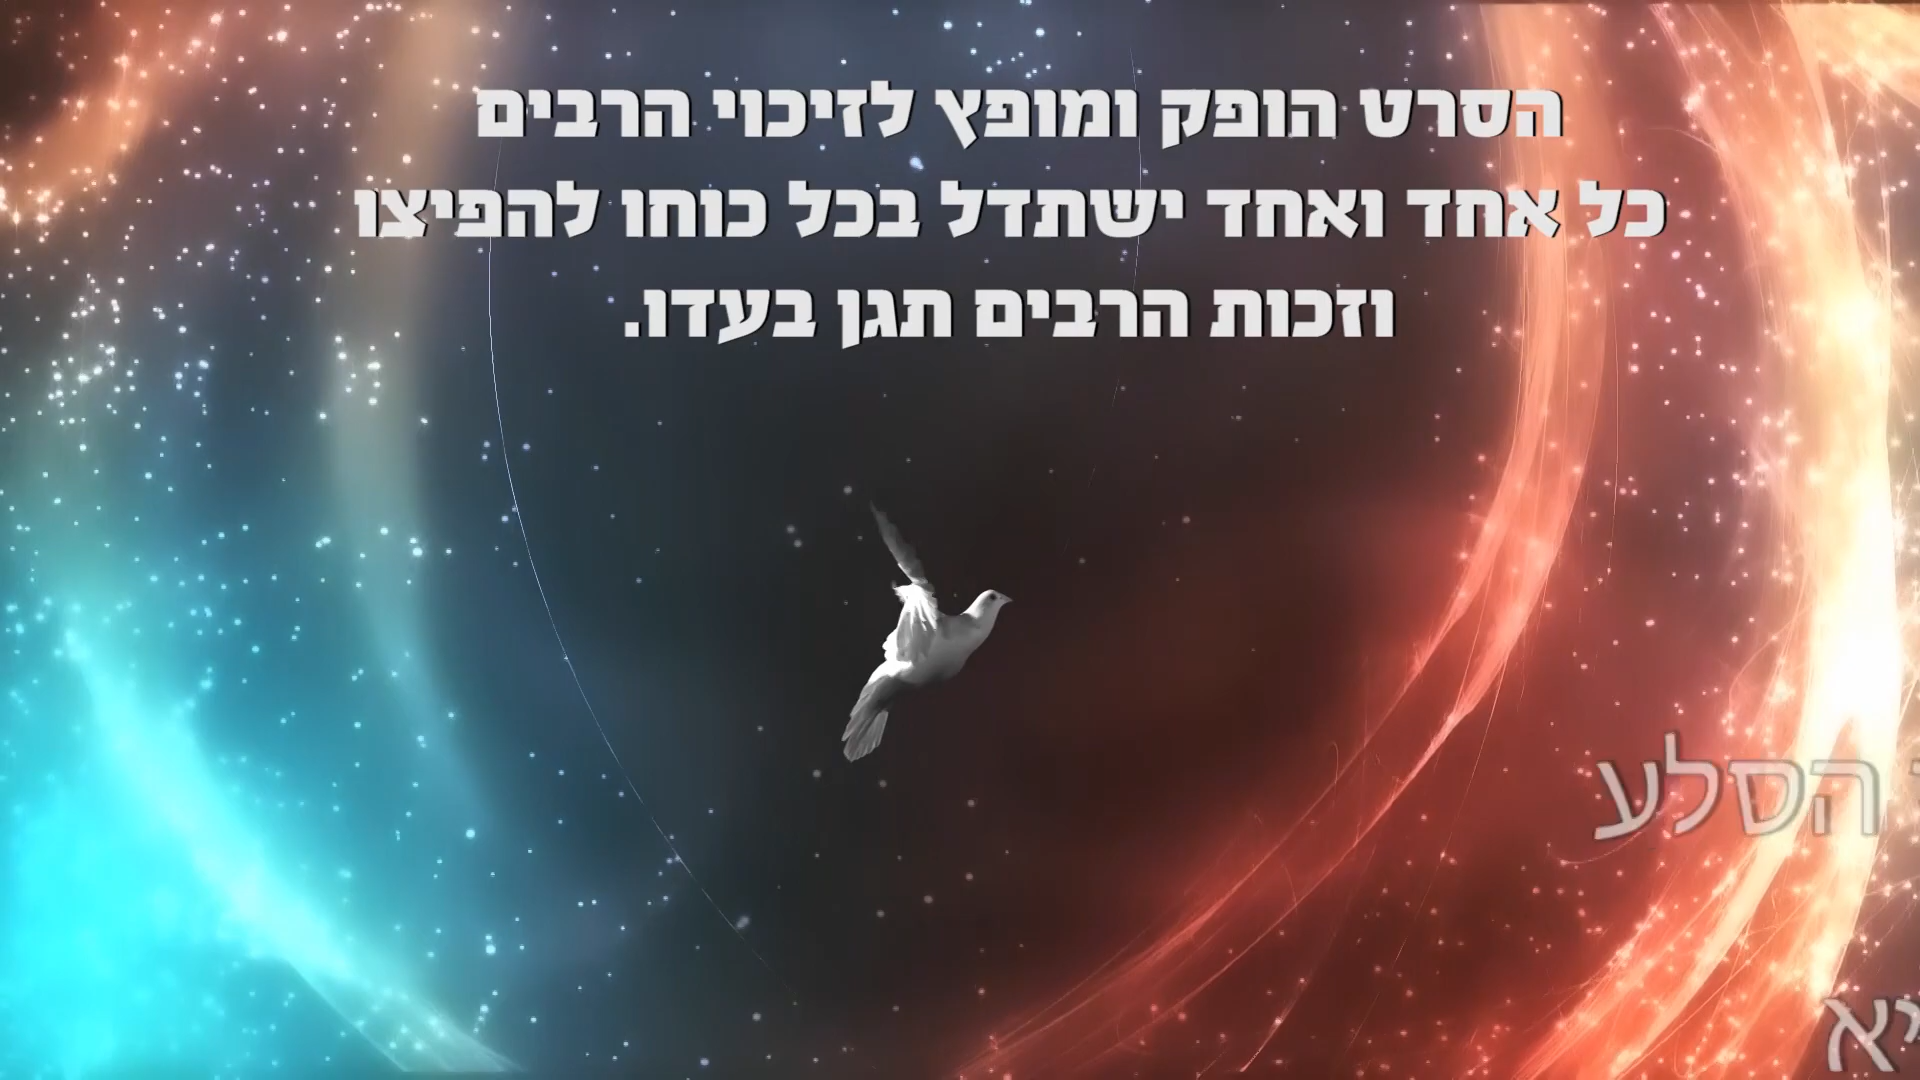 הסרט הופק ומופץ לזיכוי הרבים
כל אחד ואחד ישתדל בכל כוחו להפיצו
וזכות הרבים תגן בעדו.
הסלע